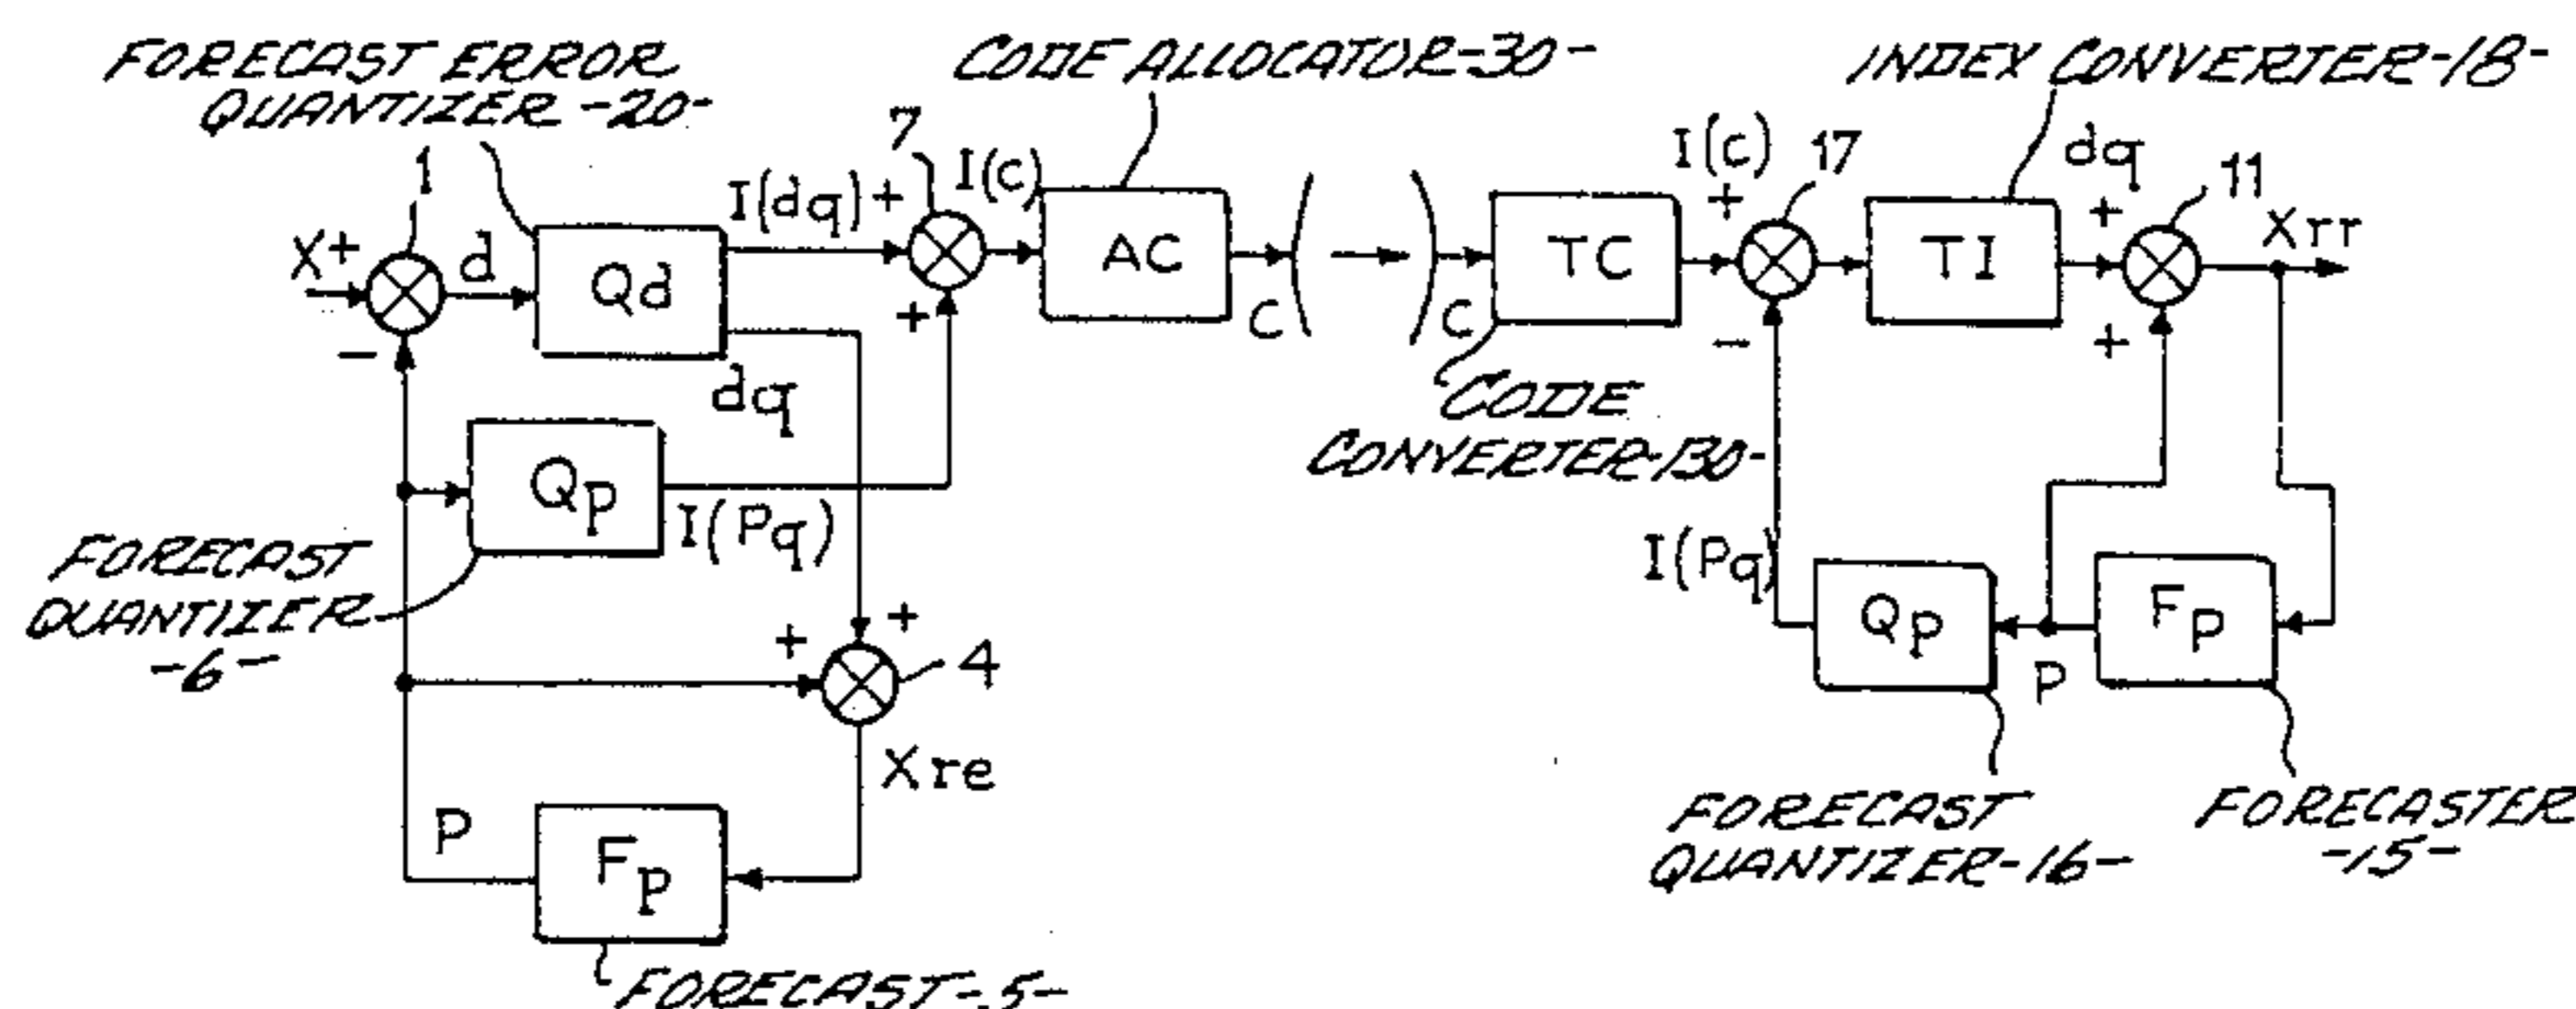 FORECAST ERROR
QUANTIZER -20-
CODE ALLOCATOR-30-
INDEX CONVERTER-18-
1
7
I(c)
I(c)
17
dq
11
X+
d
Qd
I(dq) +
AC
C
C
TC
+
TI
+
Xrr
-
+
-
+
dq
CODE
CONVERTER-130-
Qp
I(Pq)
FORECAST
QUANTIZER
-6-
I(Pq)
Qp
P
Fp
+
+
4
Xre
P
Fp
FORECAST
QUANTIZER-16-
FORECASTER
-15-
FORECAST-5-